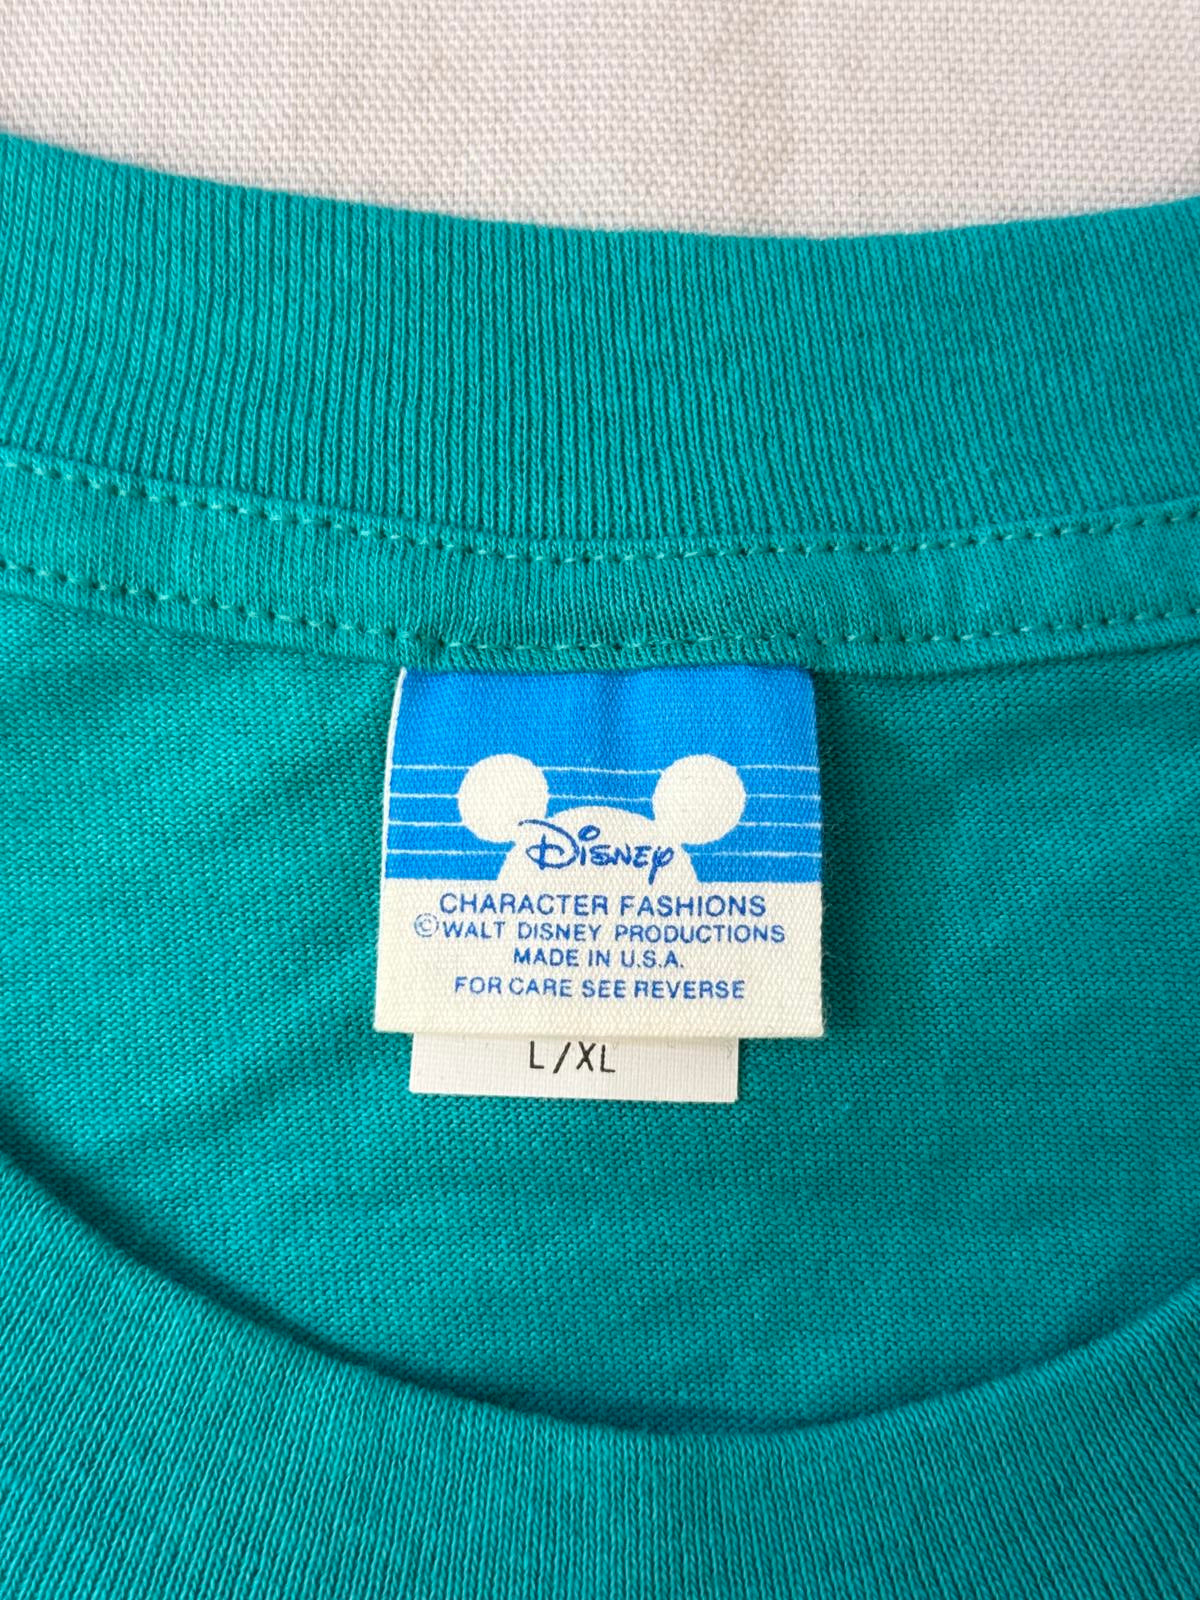 Disney
CHARACTER FASHIONS
©WALT DISNEY PRODUCTIONS
MADE IN U.S.A.
FOR CARE SEE REVERSE
L/XL